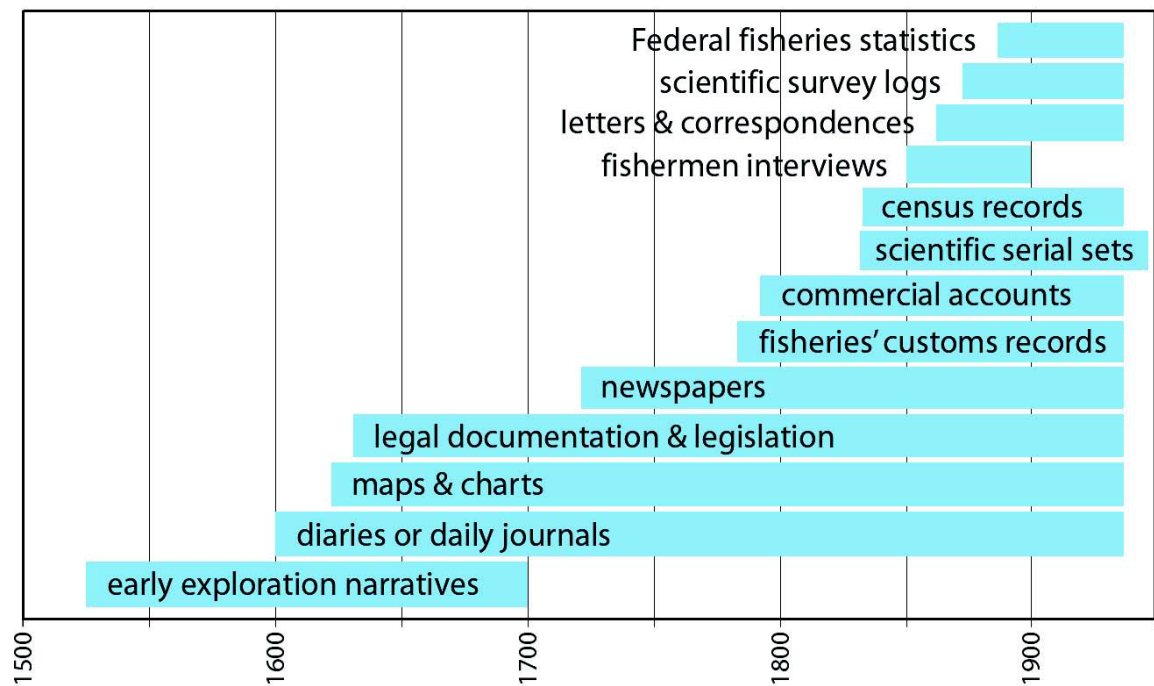 Federal fisheries statistics
scientific survey logs
letters & correspondences
fishermen interviews
census records
scientific serial sets
commercial accounts
fisheries’ customs records
newspapers
legal documentation & legislation
maps & charts
diaries or daily journals
early exploration narratives
1500
1600
1700
1800
1900